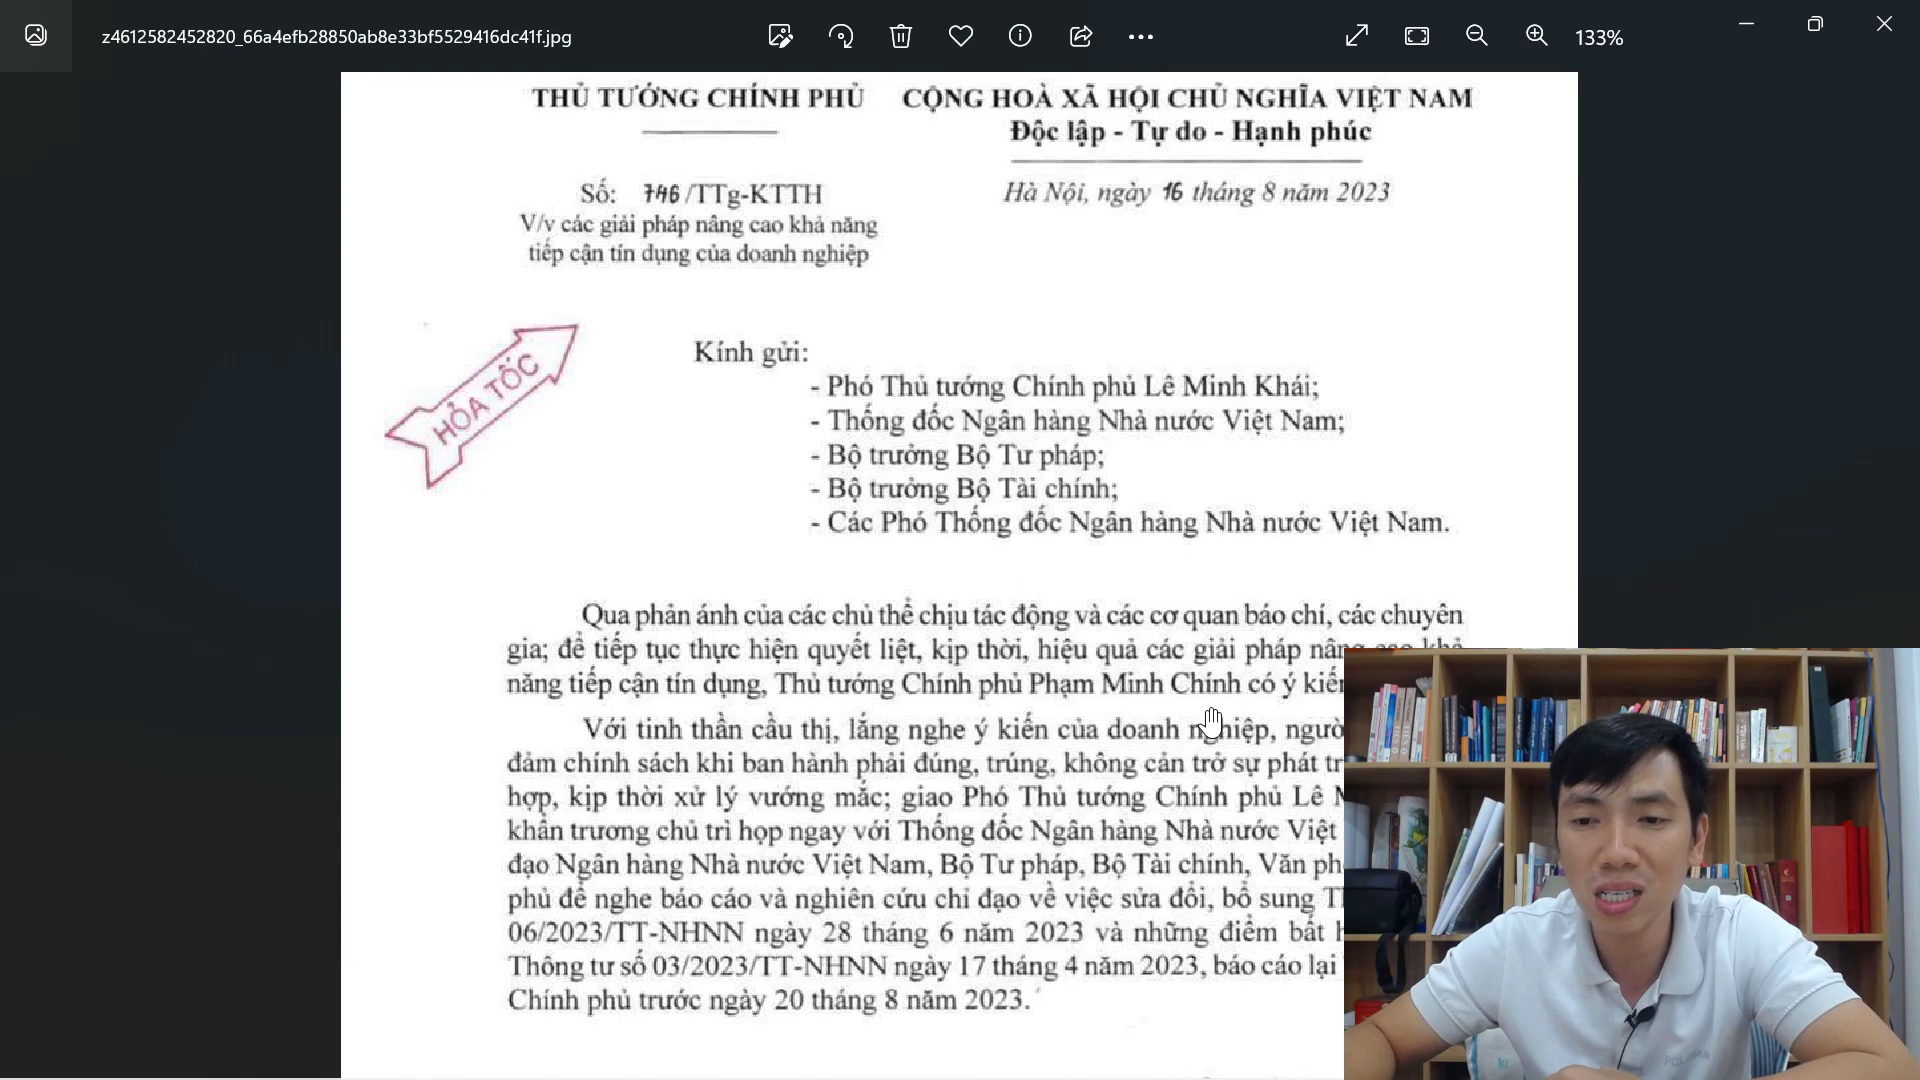 z4612582452820_66a4efb28850ab8e33bf5529416dc41f.jpg
133%
THỦ TƯỚNG CHÍNH PHỦ
CỘNG HOÀ XÃ HỘI CHỦ NGHĨA VIỆT NAM
Độc lập - Tự do - Hạnh phúc
Số: 746/TTg-KTTH
Hà Nội, ngày 16 tháng 8 năm 2023
V/v các giải pháp nâng cao khả năng
tiếp cận tín dụng của doanh nghiệp
HỎA TỐC
Kính gửi:
- Phó Thủ tướng Chính phủ Lê Minh Khái;
- Thống đốc Ngân hàng Nhà nước Việt Nam;
- Bộ trưởng Bộ Tư pháp;
- Bộ trưởng Bộ Tài chính;
- Các Phó Thống đốc Ngân hàng Nhà nước Việt Nam.
Qua phản ánh của các chủ thể chịu tác động và các cơ quan báo chí, các chuyên
gia; để tiếp tục thực hiện quyết liệt, kịp thời, hiệu quả các giải pháp nâng cao khả
năng tiếp cận tín dụng, Thủ tướng Chính phủ Phạm Minh Chính có ý kiến
Với tinh thần cầu thị, lắng nghe ý kiến của doanh nghiệp, người
đảm chính sách khi ban hành phải đúng, trúng, không cản trở sự phát tr
hợp, kịp thời xử lý vướng mắc; giao Phó Thủ tướng Chính phủ Lê
khẩn trương chủ trì họp ngay với Thống đốc Ngân hàng Nhà nước Việt
đạo Ngân hàng Nhà nước Việt Nam, Bộ Tư pháp, Bộ Tài chính, Văn ph
phủ để nghe báo cáo và nghiên cứu chỉ đạo về việc sửa đổi, bổ sung
06/2023/TT-NHNN ngày 28 tháng 6 năm 2023 và những điểm bất
Thông tư số 03/2023/TT-NHNN ngày 17 tháng 4 năm 2023, báo cáo lại
Chính phủ trước ngày 20 tháng 8 năm 2023.